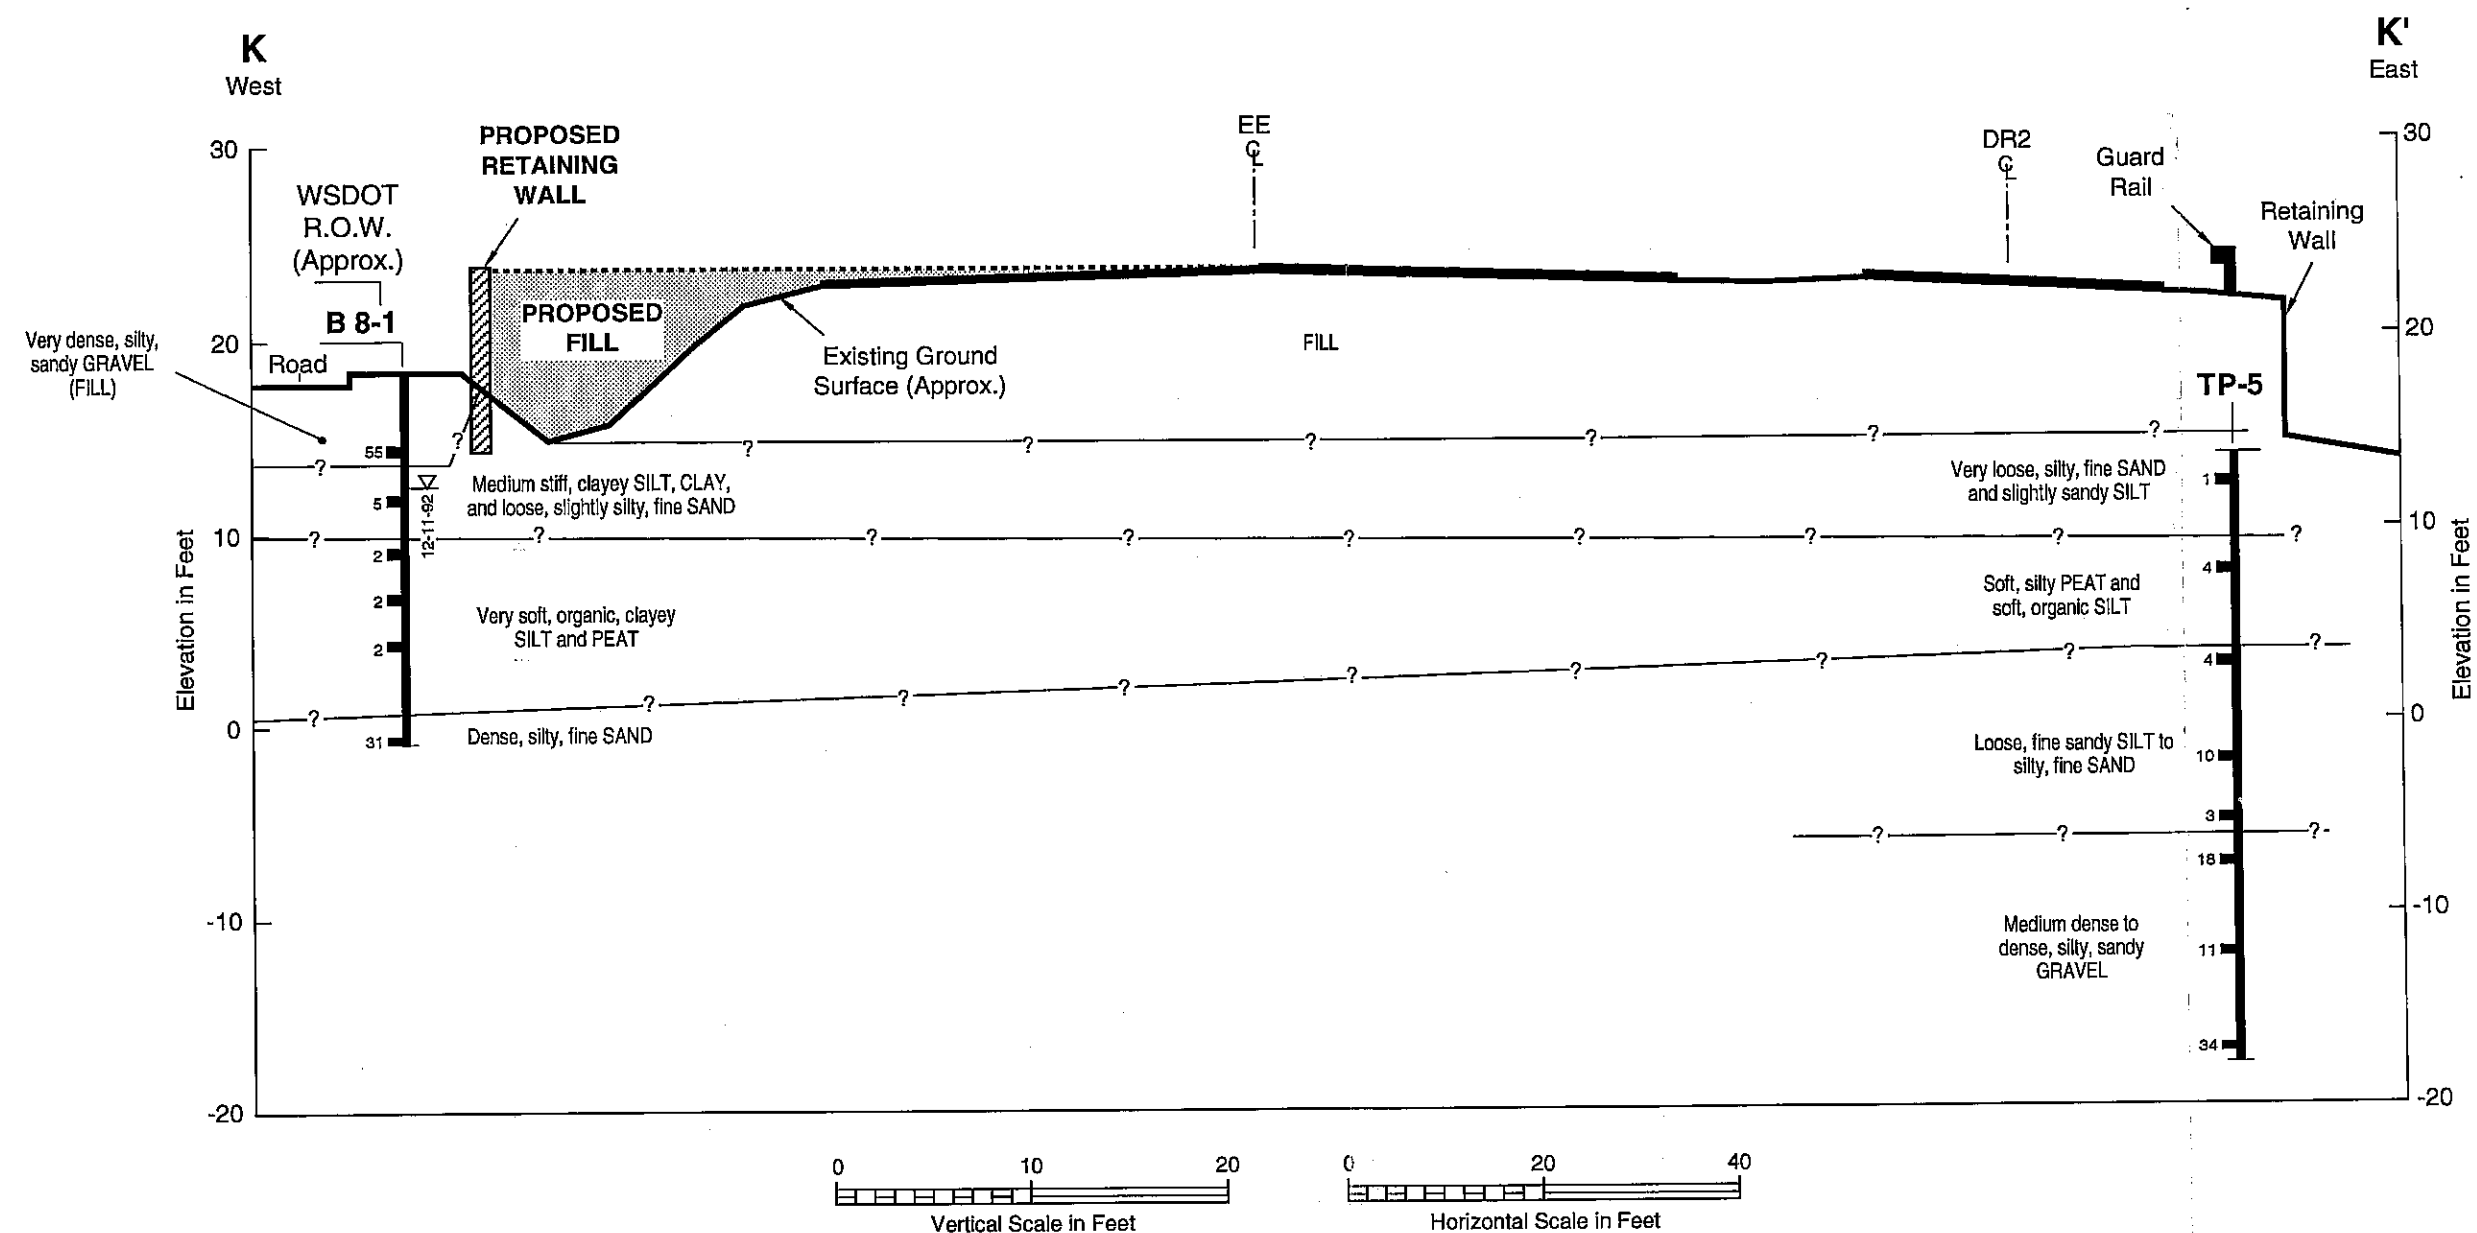 K
West
K'
East
PROPOSED
RETAINING
WALL
EE
CL
DR2
CL
Guard
Rail
Retaining
Wall
WSDOT
R.O.W.
(Approx.)
B 8-1
Very dense, silty,
sandy GRAVEL
(FILL)
Road
PROPOSED
FILL
Existing Ground
Surface (Approx.)
FILL
TP-5
30
20
10
0
-10
-20
Elevation in Feet
30
20
10
0
-10
-20
Elevation in Feet
55
5
2
2
2
31
12-11-92
? ?
? ? ? ? ? ?
Medium stiff, clayey SILT, CLAY,
and loose, slightly silty, fine SAND
Very loose, silty, fine SAND
and slightly sandy SILT
? ? ? ? ? ? ? ? ?
Very soft, organic, clayey
SILT and PEAT
Soft, silty PEAT and
soft, organic SILT
? ? ? ? ? ? ? ? ?
Dense, silty, fine SAND
Loose, fine sandy SILT to
silty, fine SAND
? ? ?
Medium dense to
dense, silty, sandy
GRAVEL
1
4
4
10
3
18
11
34
0 10 20
Vertical Scale in Feet
0 20 40
Horizontal Scale in Feet